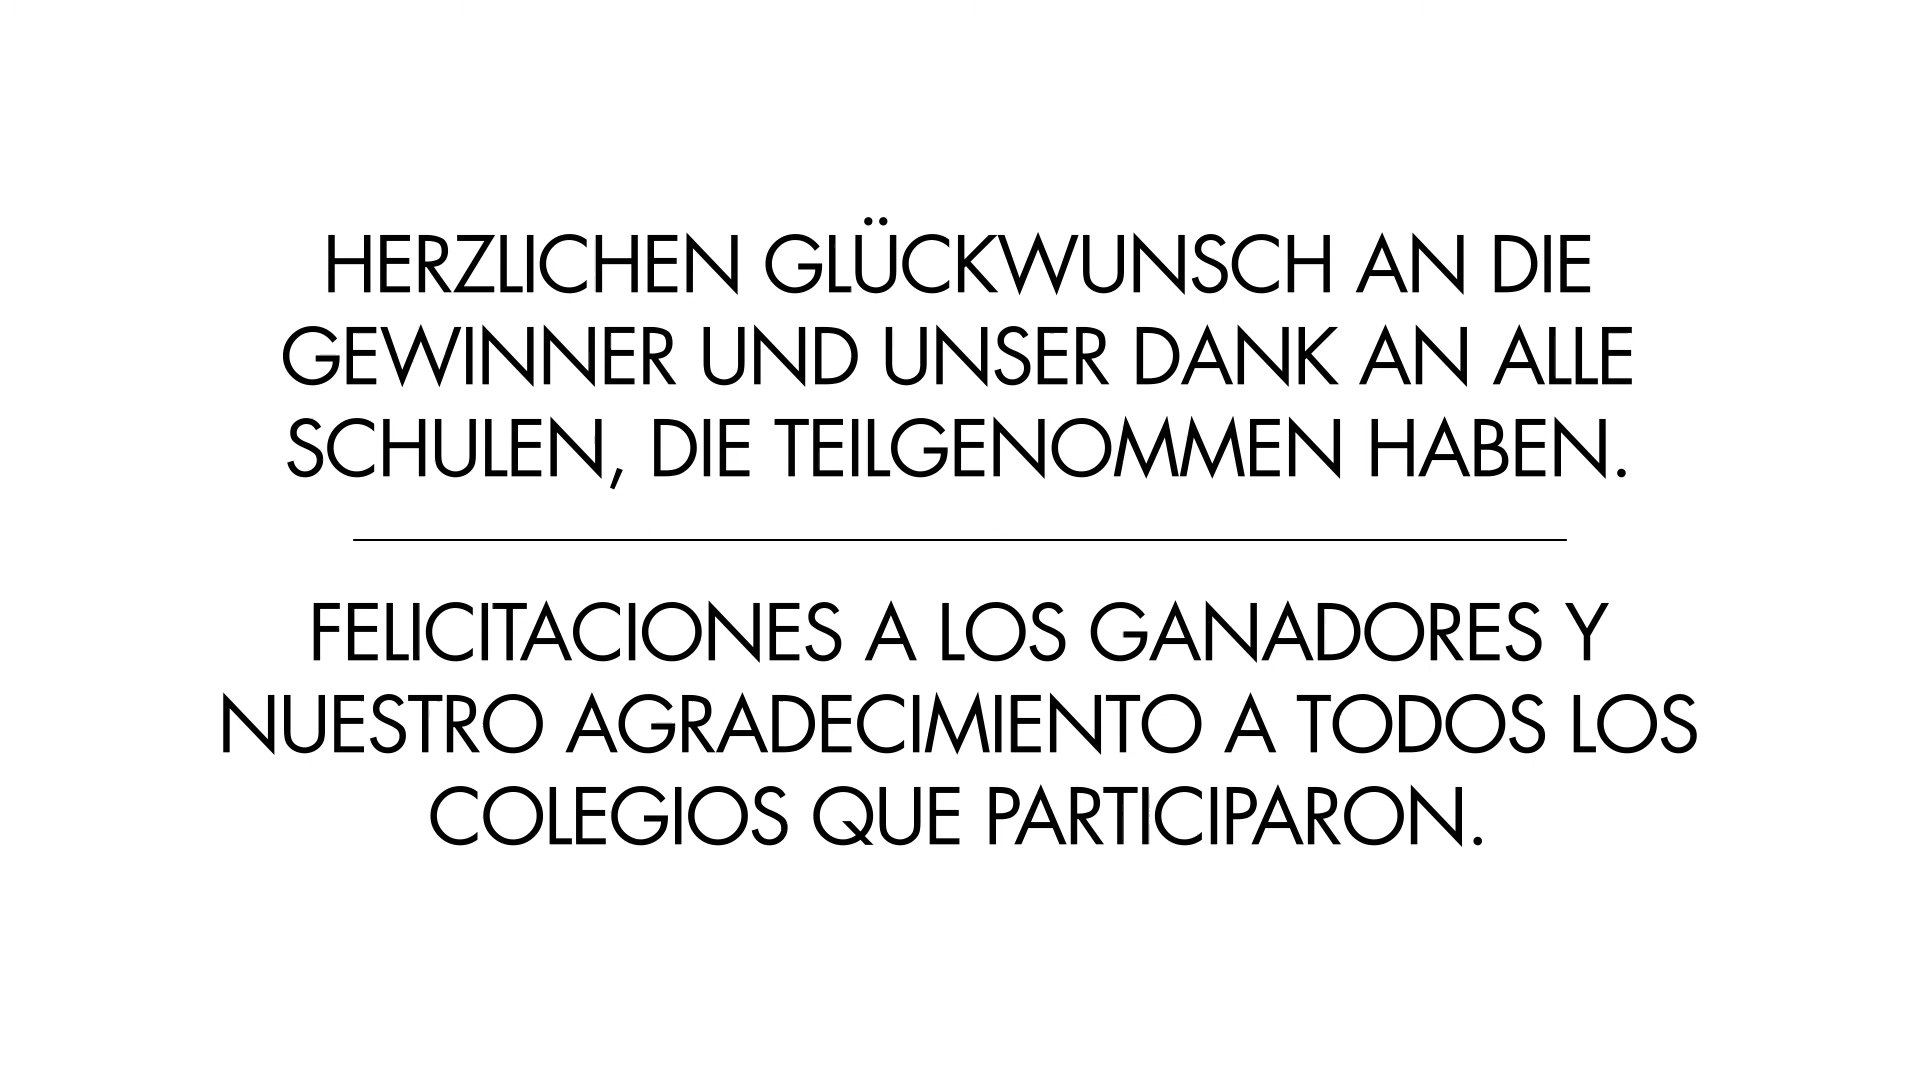 HERZLICHEN GLÜCKWUNSCH AN DIE
GEWINNER UND UNSER DANK AN ALLE
SCHULEN, DIE TEILGENOMMEN HABEN.
FELICITACIONES A LOS GANADORES Y
NUESTRO AGRADECIMIENTO A TODOS LOS
COLEGIOS QUE PARTICIPARON.